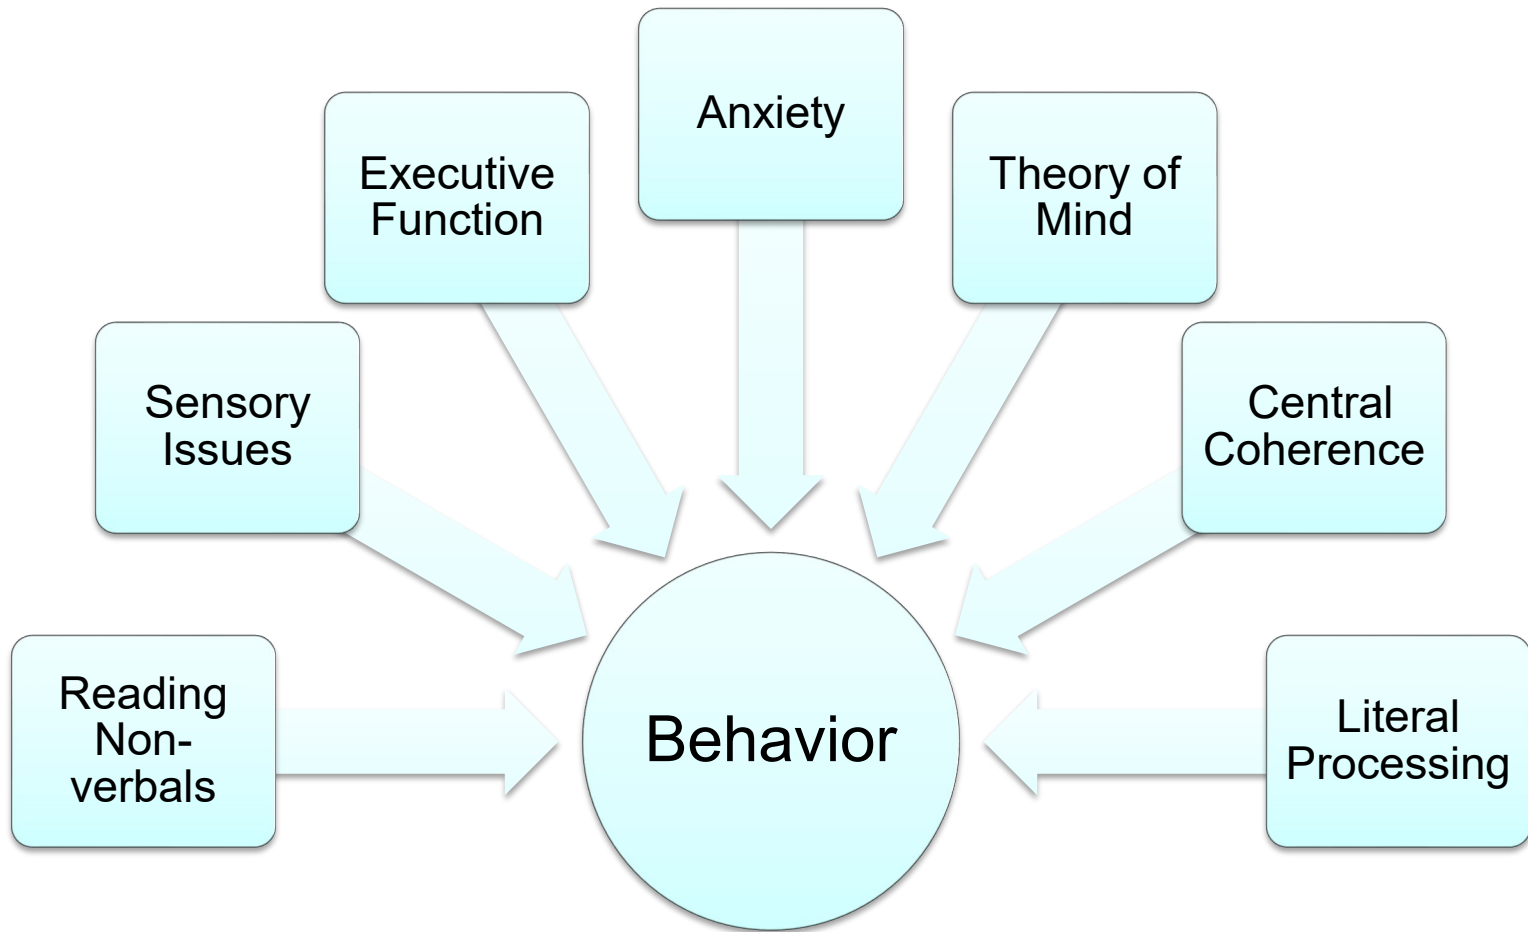 Anxiety
Executive
Function
Theory of
Mind
Sensory
Issues
Central
Coherence
Reading
Non-
verbals
Behavior
Literal
Processing